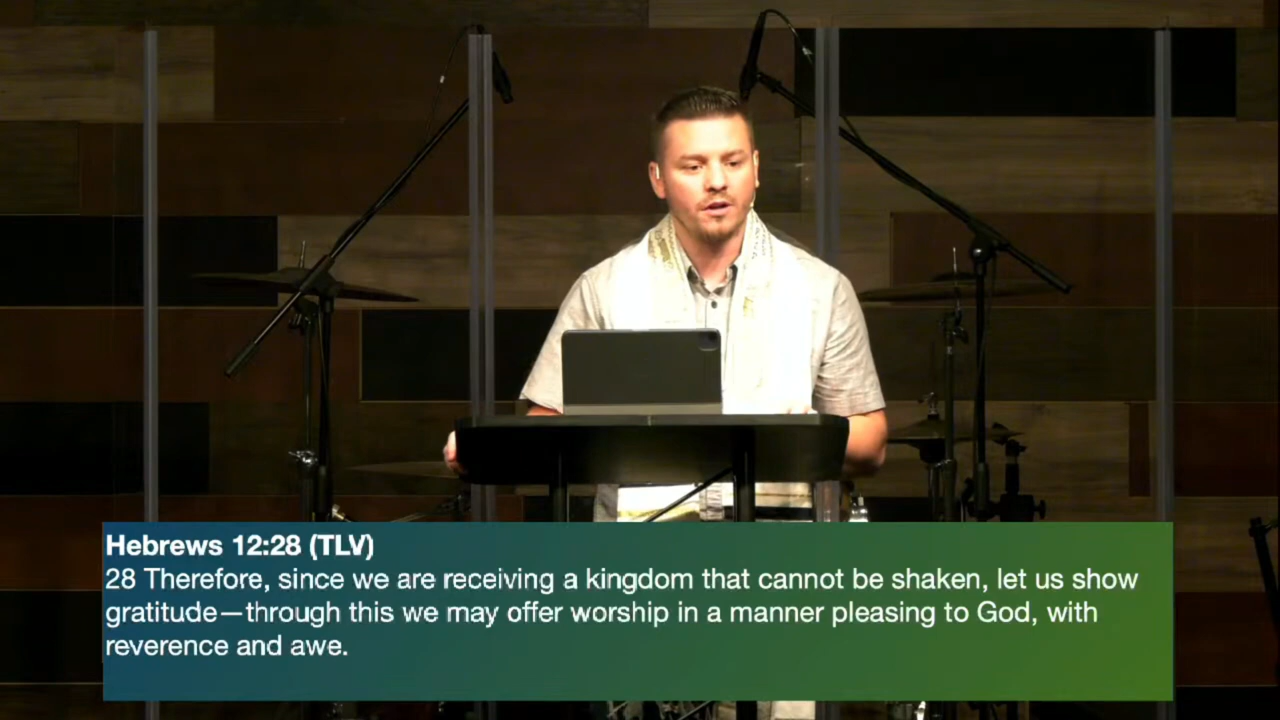 Hebrews 12:28 (TLV)
28 Therefore, since we are receiving a kingdom that cannot be shaken, let us show
gratitude—through this we may offer worship in a manner pleasing to God, with
reverence and awe.